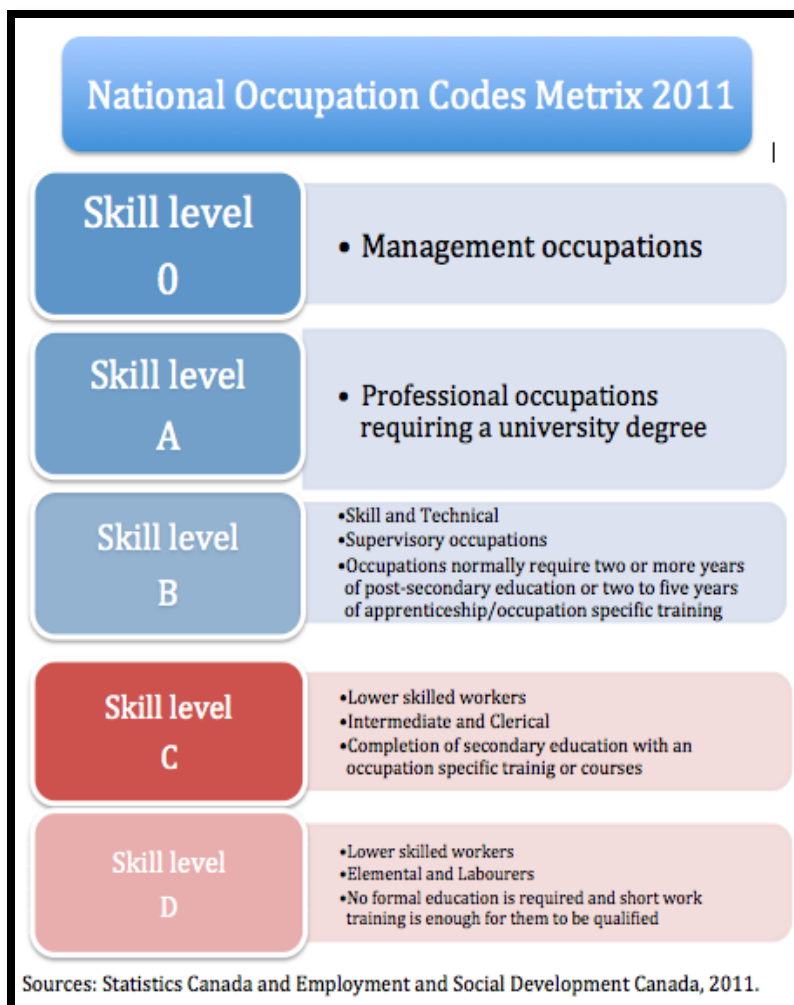 National Occupation Codes Metrix 2011
Skill level
0
• Management occupations
Skill level
A
• Professional occupations
requiring a university degree
Skill level
B
•Skill and Technical
•Supervisory occupations
•Occupations normally require two or more years
of post-secondary education or two to five years
of apprenticeship/occupation specific training
Skill level
C
•Lower skilled workers
•Intermediate and Clerical
•Completion of secondary education with an
occupation specific trainig or courses
Skill level
D
•Lower skilled workers
•Elemental and Labourers
•No formal education is required and short work
training is enough for them to be qualified
Sources: Statistics Canada and Employment and Social Development Canada, 2011.